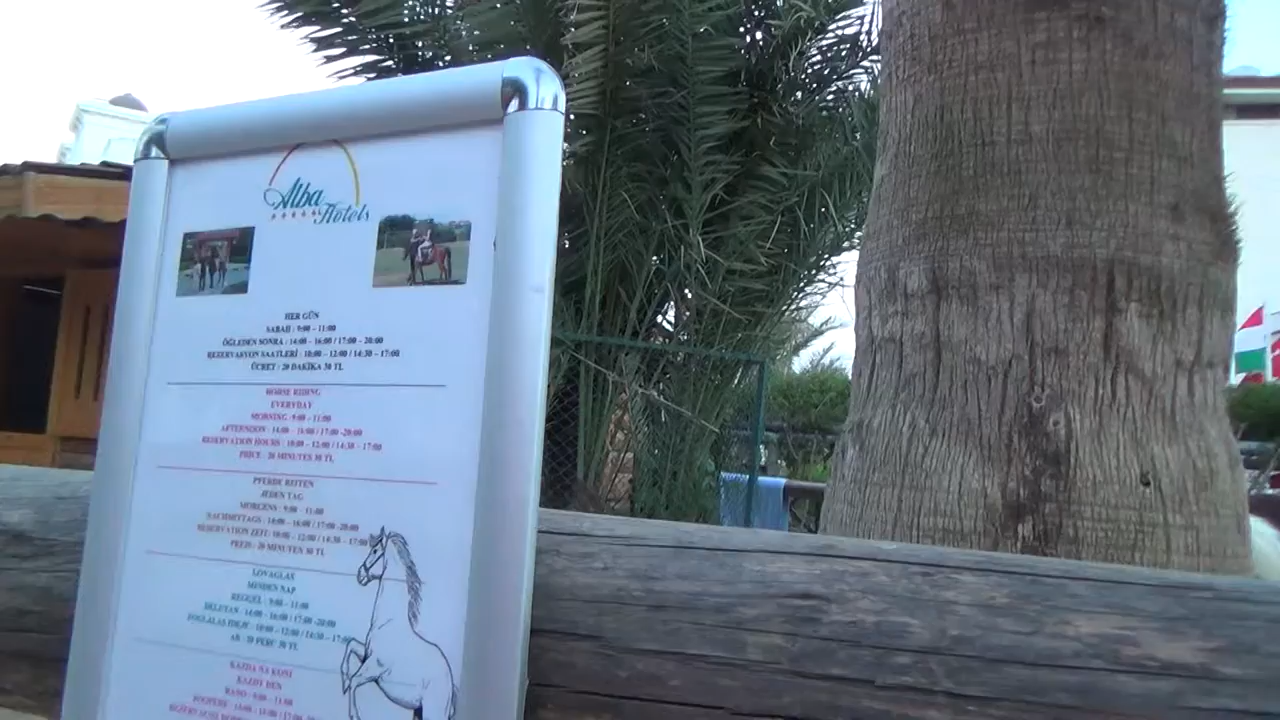 Alba
Hotels
HER GÜN
SABAH : 9:00 - 11:00
ÖĞLEDEN SONRA : 14:00 - 16:00 / 17:00 - 20:00
REZERVASYON SAATLERİ : 10:00 - 12:00 / 14:30 - 17:00
ÜCRET : 20 DAKİKA 30 TL
HORSE RIDING
EVERYDAY
MORNING : 9:00 - 11:00
AFTERNOON : 14:00 - 16:00 / 17:00 - 20:00
RESERVATION HOURS : 10:00 - 12:00 / 14:30 - 17:00
PRICE : 20 MINUTES 30 TL
PFERDE REITEN
JEDEN TAG
MORGENS : 9:00 - 11:00
NACHMITTAGS : 14:00 - 16:00 / 17:00 - 20:00
RESERVATION ZEIT : 10:00 - 12:00 / 14:30 - 17:00
PREIS : 20 MINUTEN 30 TL
LOVAGLAS
MINDEN NAP
REGGEL : 9:00 - 11:00
DELUTAN : 14:00 - 16:00 / 17:00 - 20:00
FOGLALAS IDEJE : 10:00 - 12:00 / 14:30 - 17:00
AR : 20 PERC 30 TL
JAZDA NA KONI
KAZDY DEN
RANO : 9:00 - 11:00